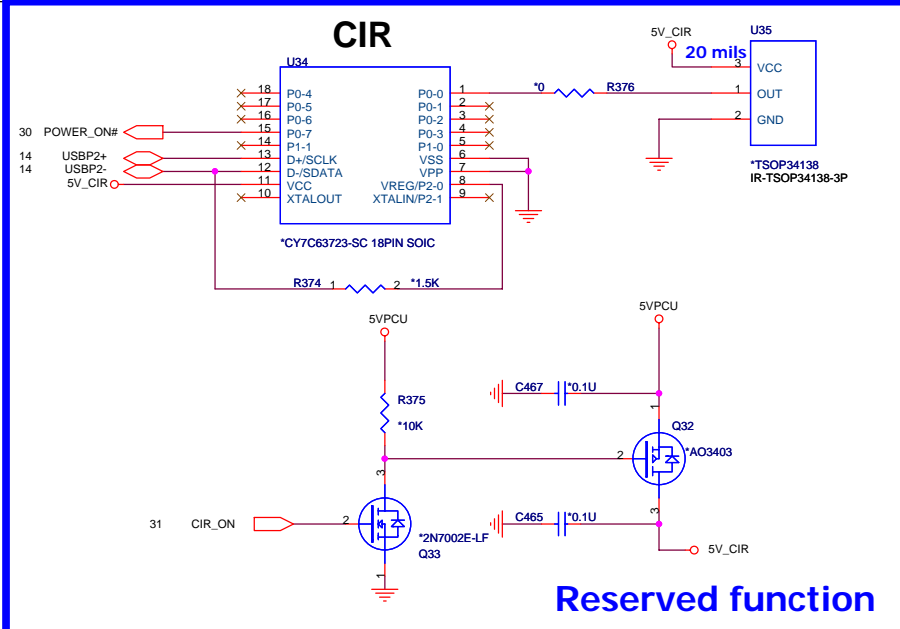 CIR
U34
18 P0-4
17 P0-5
16 P0-6
15 P0-7
14 P1-1
13 D+/SCLK
12 D-/SDATA
11 VCC
10 XTALOUT
P0-0 1
P0-1 2
P0-2 3
P0-3 4
P1-0 5
VSS 6
VPP 7
VREG/P2-0 8
XTALIN/P2-1 9
*CY7C63723-SC 18PIN SOIC
30 POWER_ON#
14 USBP2+
14 USBP2-
5V_CIR
R374 1 2 *1.5K
*0 R376
5V_CIR
20 mils
U35
3 VCC
1 OUT
2 GND
*TSOP34138
IR-TSOP34138-3P
5VPCU
R375
*10K
3
31 CIR_ON 2
*2N7002E-LF
Q33
1
5VPCU
C467 *0.1U
1
Q32
2 *AO3403
3
C465 *0.1U
5V_CIR
Reserved function